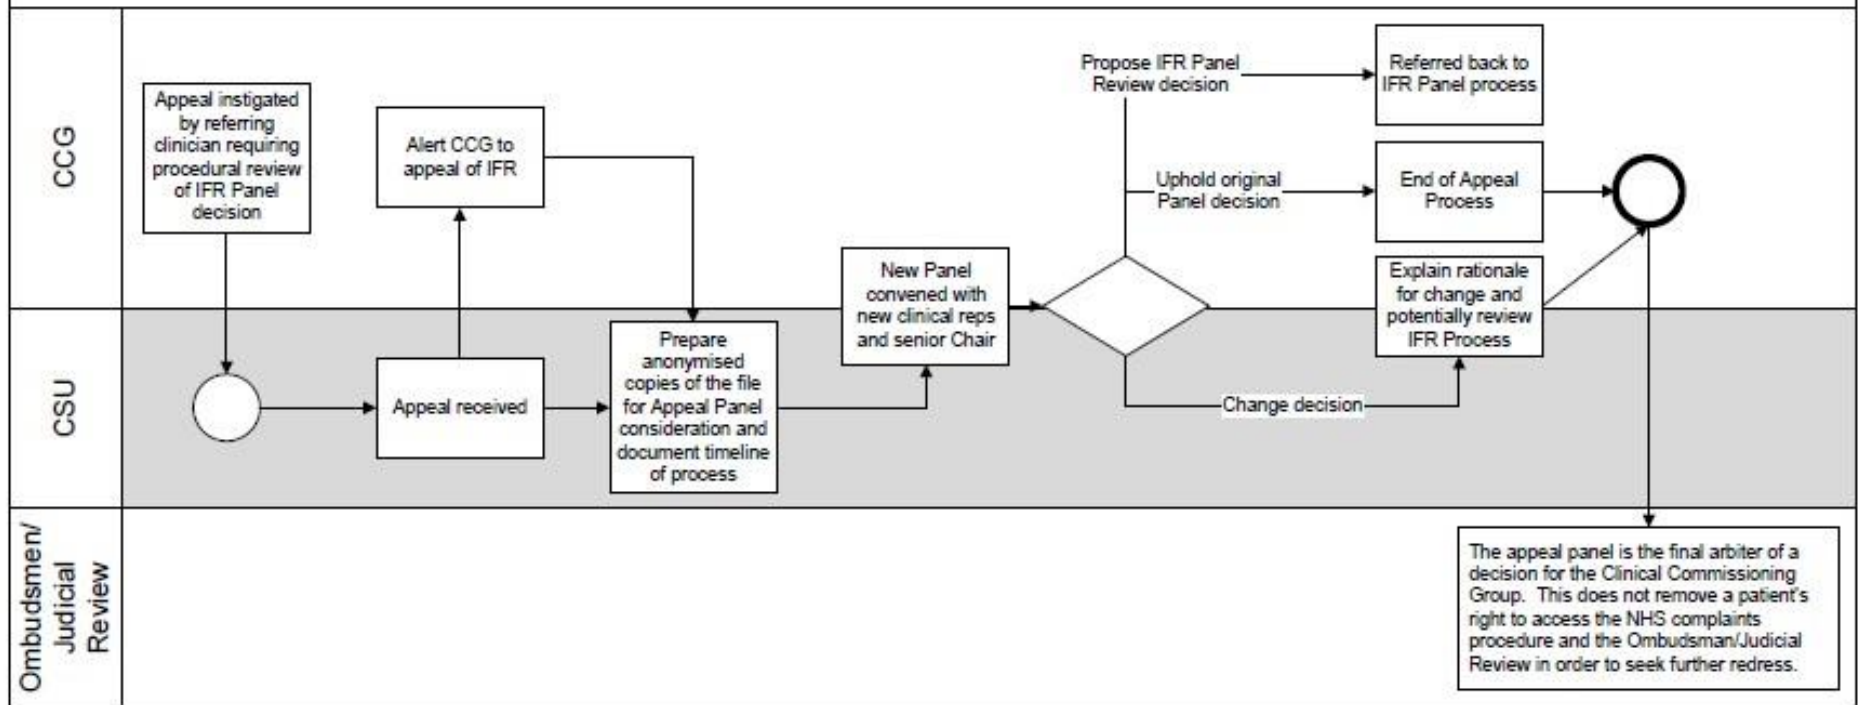 CCG
Appeal instigated
by referring
clinician requiring
procedural review
of IFR Panel
decision
Alert CCG to
appeal of IFR
Propose IFR Panel
Review decision
Referred back to
IFR Panel process
Uphold original
Panel decision
End of Appeal
Process
New Panel
convened with
new clinical reps
and senior Chair
Explain rationale
for change and
potentially review
IFR Process
CSU
Appeal received
Prepare
anonymised
copies of the file
for Appeal Panel
consideration and
document timeline
of process
Change decision
Ombudsmen/
Judicial
Review
The appeal panel is the final arbiter of a
decision for the Clinical Commissioning
Group.  This does not remove a patient's
right to access the NHS complaints
procedure and the Ombudsman/Judicial
Review in order to seek further redress.